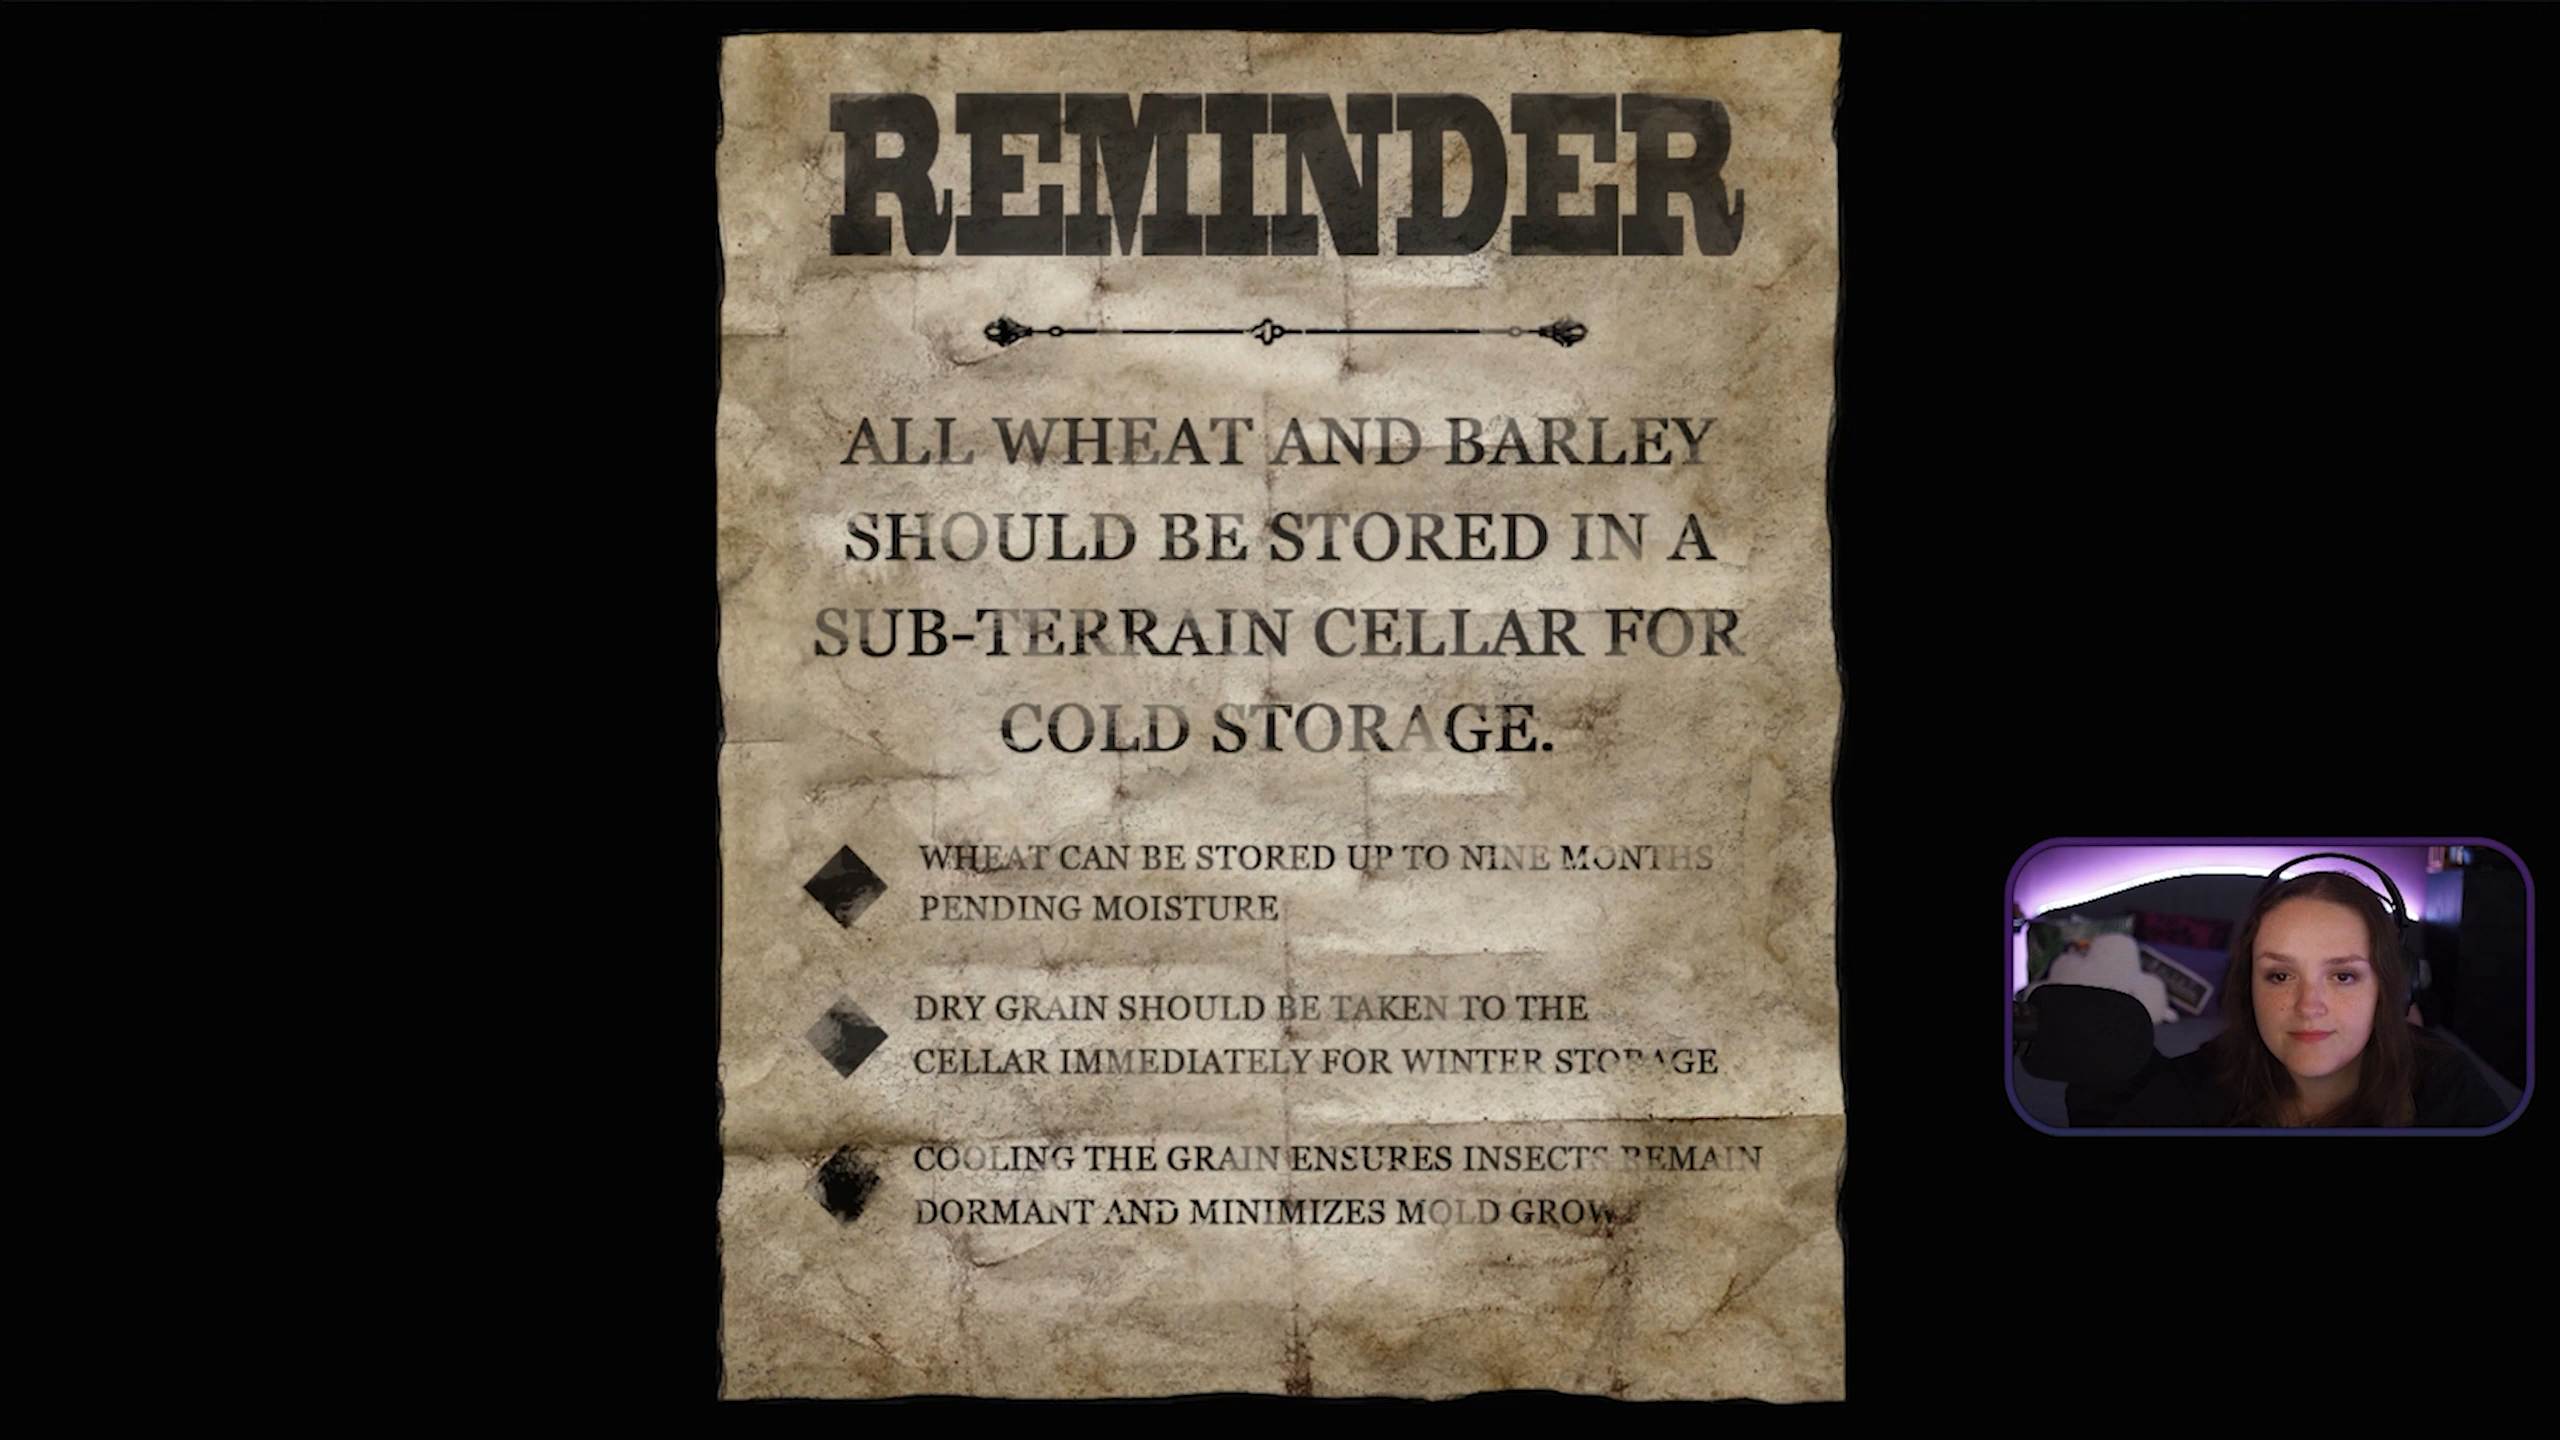 REMINDER
ALL WHEAT AND BARLEY
SHOULD BE STORED IN A
SUB-TERRAIN CELLAR FOR
COLD STORAGE.
WHEAT CAN BE STORED UP TO NINE MONTHS
PENDING MOISTURE
DRY GRAIN SHOULD BE TAKEN TO THE
CELLAR IMMEDIATELY FOR WINTER STORAGE
COOLING THE GRAIN ENSURES INSECTS REMAIN
DORMANT AND MINIMIZES MOLD